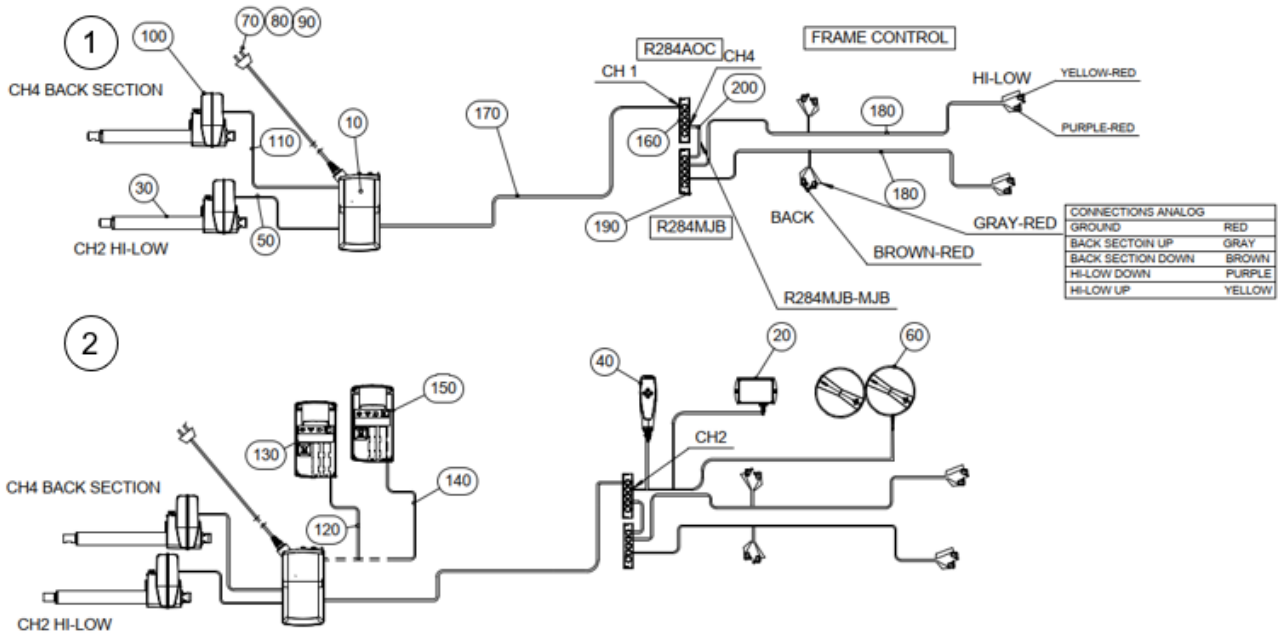 1
100
70 80 90
R284AOC
FRAME CONTROL
CH4 BACK SECTION
CH 1
CH4
HI-LOW
YELLOW-RED
10
170
160
200
180
PURPLE-RED
110
30
180
50
190
R284MJB
BACK
GRAY-RED
CH2 HI-LOW
BROWN-RED
R284MJB-MJB
CONNECTIONS ANALOG
GROUND RED
BACK SECTOIN UP GRAY
BACK SECTION DOWN BROWN
HI-LOW DOWN PURPLE
HI-LOW UP YELLOW
2
20
60
40
150
130
CH2
140
CH4 BACK SECTION
120
CH2 HI-LOW